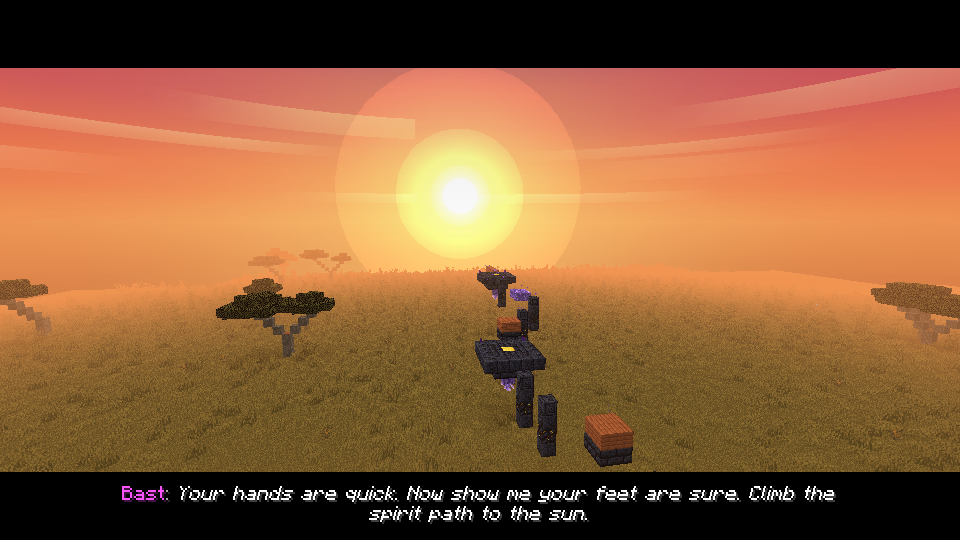 Bast: Your hands are quick. Now show me your feet are sure. Climb the
spirit path to the sun.